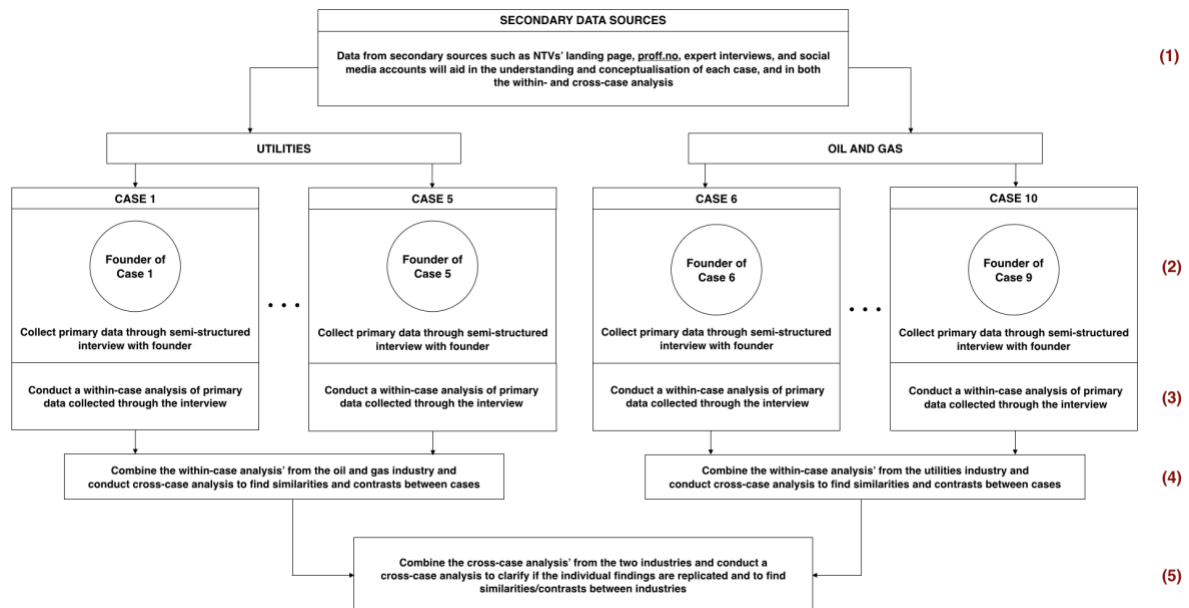 SECONDARY DATA SOURCES
Data from secondary sources such as NTVs' landing page, proff.no, expert interviews, and social
media accounts will aid in the understanding and conceptualisation of each case, and in both
the within- and cross-case analysis
(1)
UTILITIES
OIL AND GAS
CASE 1
CASE 5
CASE 6
CASE 10
Founder of
Case 1
Founder of
Case 5
Founder of
Case 6
Founder of
Case 9
(2)
• • •
• • •
Collect primary data through semi-structured
interview with founder
Collect primary data through semi-structured
interview with founder
Collect primary data through semi-structured
interview with founder
Collect primary data through semi-structured
interview with founder
Conduct a within-case analysis of primary
data collected through the interview
Conduct a within-case analysis of primary
data collected through the interview
Conduct a within-case analysis of primary
data collected through the interview
Conduct a within-case analysis of primary
data collected through the interview
(3)
Combine the within-case analysis' from the oil and gas industry and
conduct cross-case analysis to find similarities and contrasts between cases
Combine the within-case analysis' from the utilities industry and
conduct cross-case analysis to find similarities and contrasts between cases
(4)
Combine the cross-case analysis' from the two industries and conduct a
cross-case analysis to clarify if the individual findings are replicated and to find
similarities/contrasts between industries
(5)